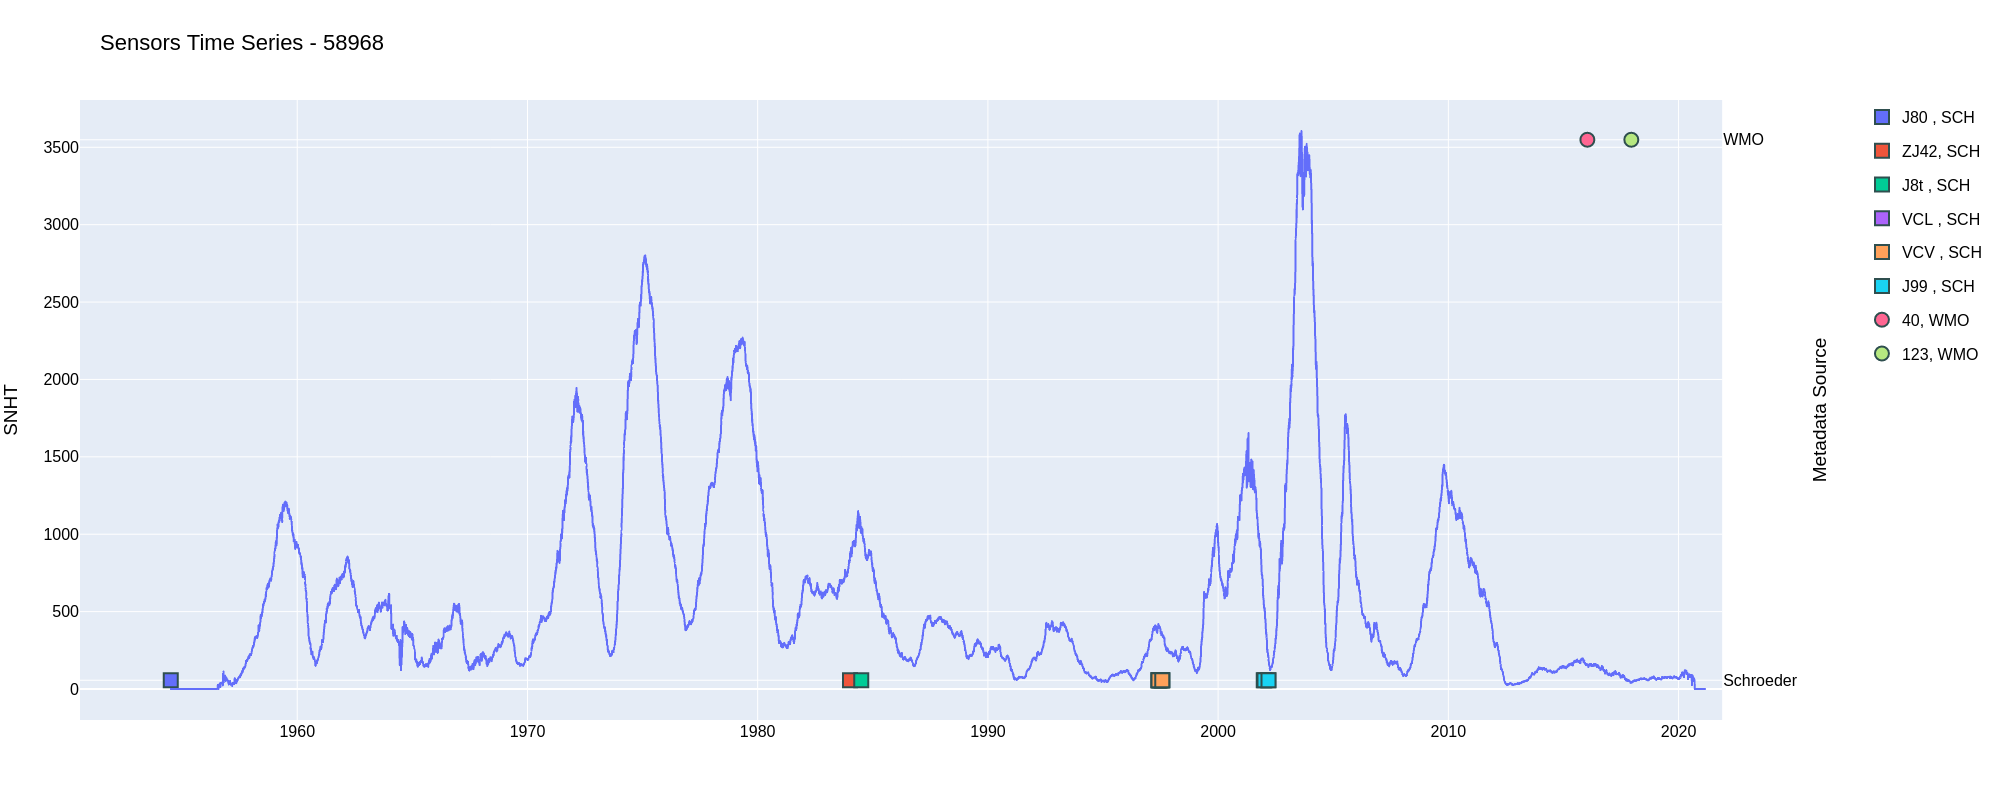 Sensors Time Series - 58968
SNHT
3500
3000
2500
2000
1500
1000
500
0
1960
1970
1980
1990
2000
2010
2020
WMO
Schroeder
Metadata Source
J80 , SCH
ZJ42, SCH
J8t , SCH
VCL , SCH
VCV , SCH
J99 , SCH
40, WMO
123, WMO